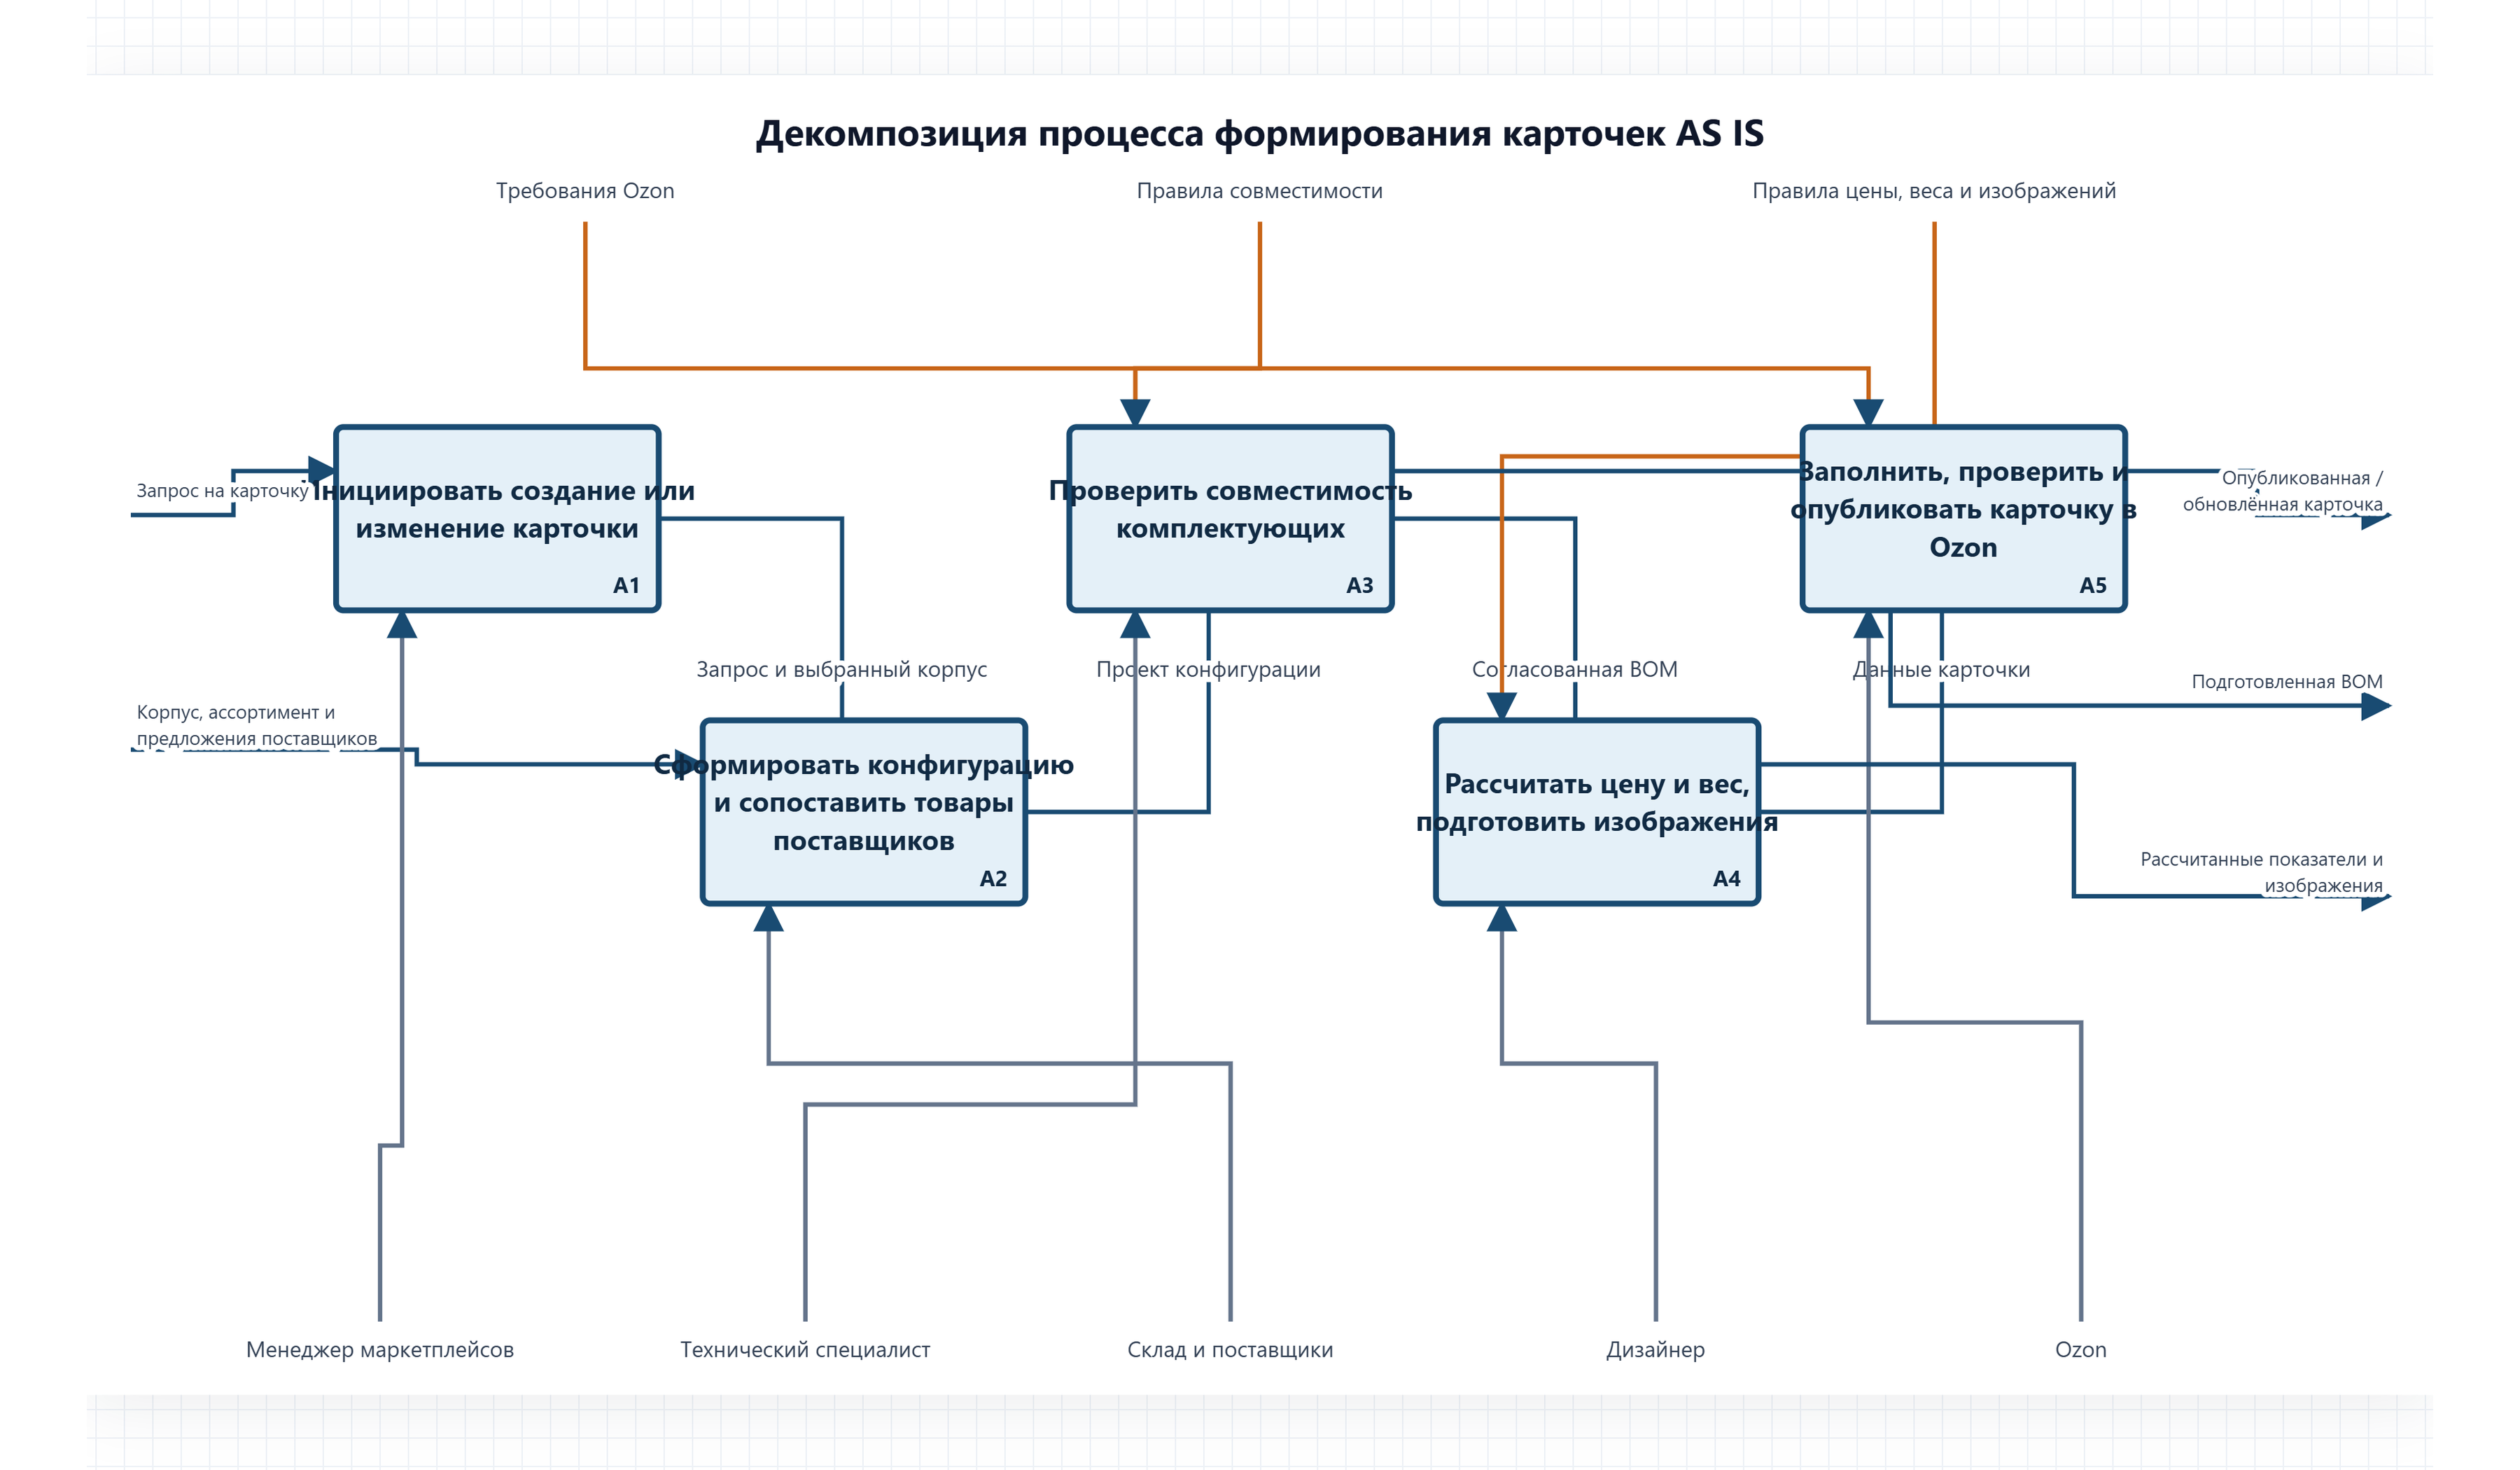 Декомпозиция процесса формирования карточек AS IS
Требования Ozon
Правила совместимости
Правила цены, веса и изображений
Запрос на карточку
Инициировать создание или
изменение карточки
A1
Проверить совместимость
комплектующих
A3
Заполнить, проверить и
опубликовать карточку в
Ozon
A5
Опубликованная /
обновлённая карточка
Запрос и выбранный корпус
Проект конфигурации
Согласованная BOM
Данные карточки
Подготовленная BOM
Корпус, ассортимент и
предложения поставщиков
Сформировать конфигурацию
и сопоставить товары
поставщиков
A2
Рассчитать цену и вес,
подготовить изображения
A4
Рассчитанные показатели и
изображения
Менеджер маркетплейсов
Технический специалист
Склад и поставщики
Дизайнер
Ozon